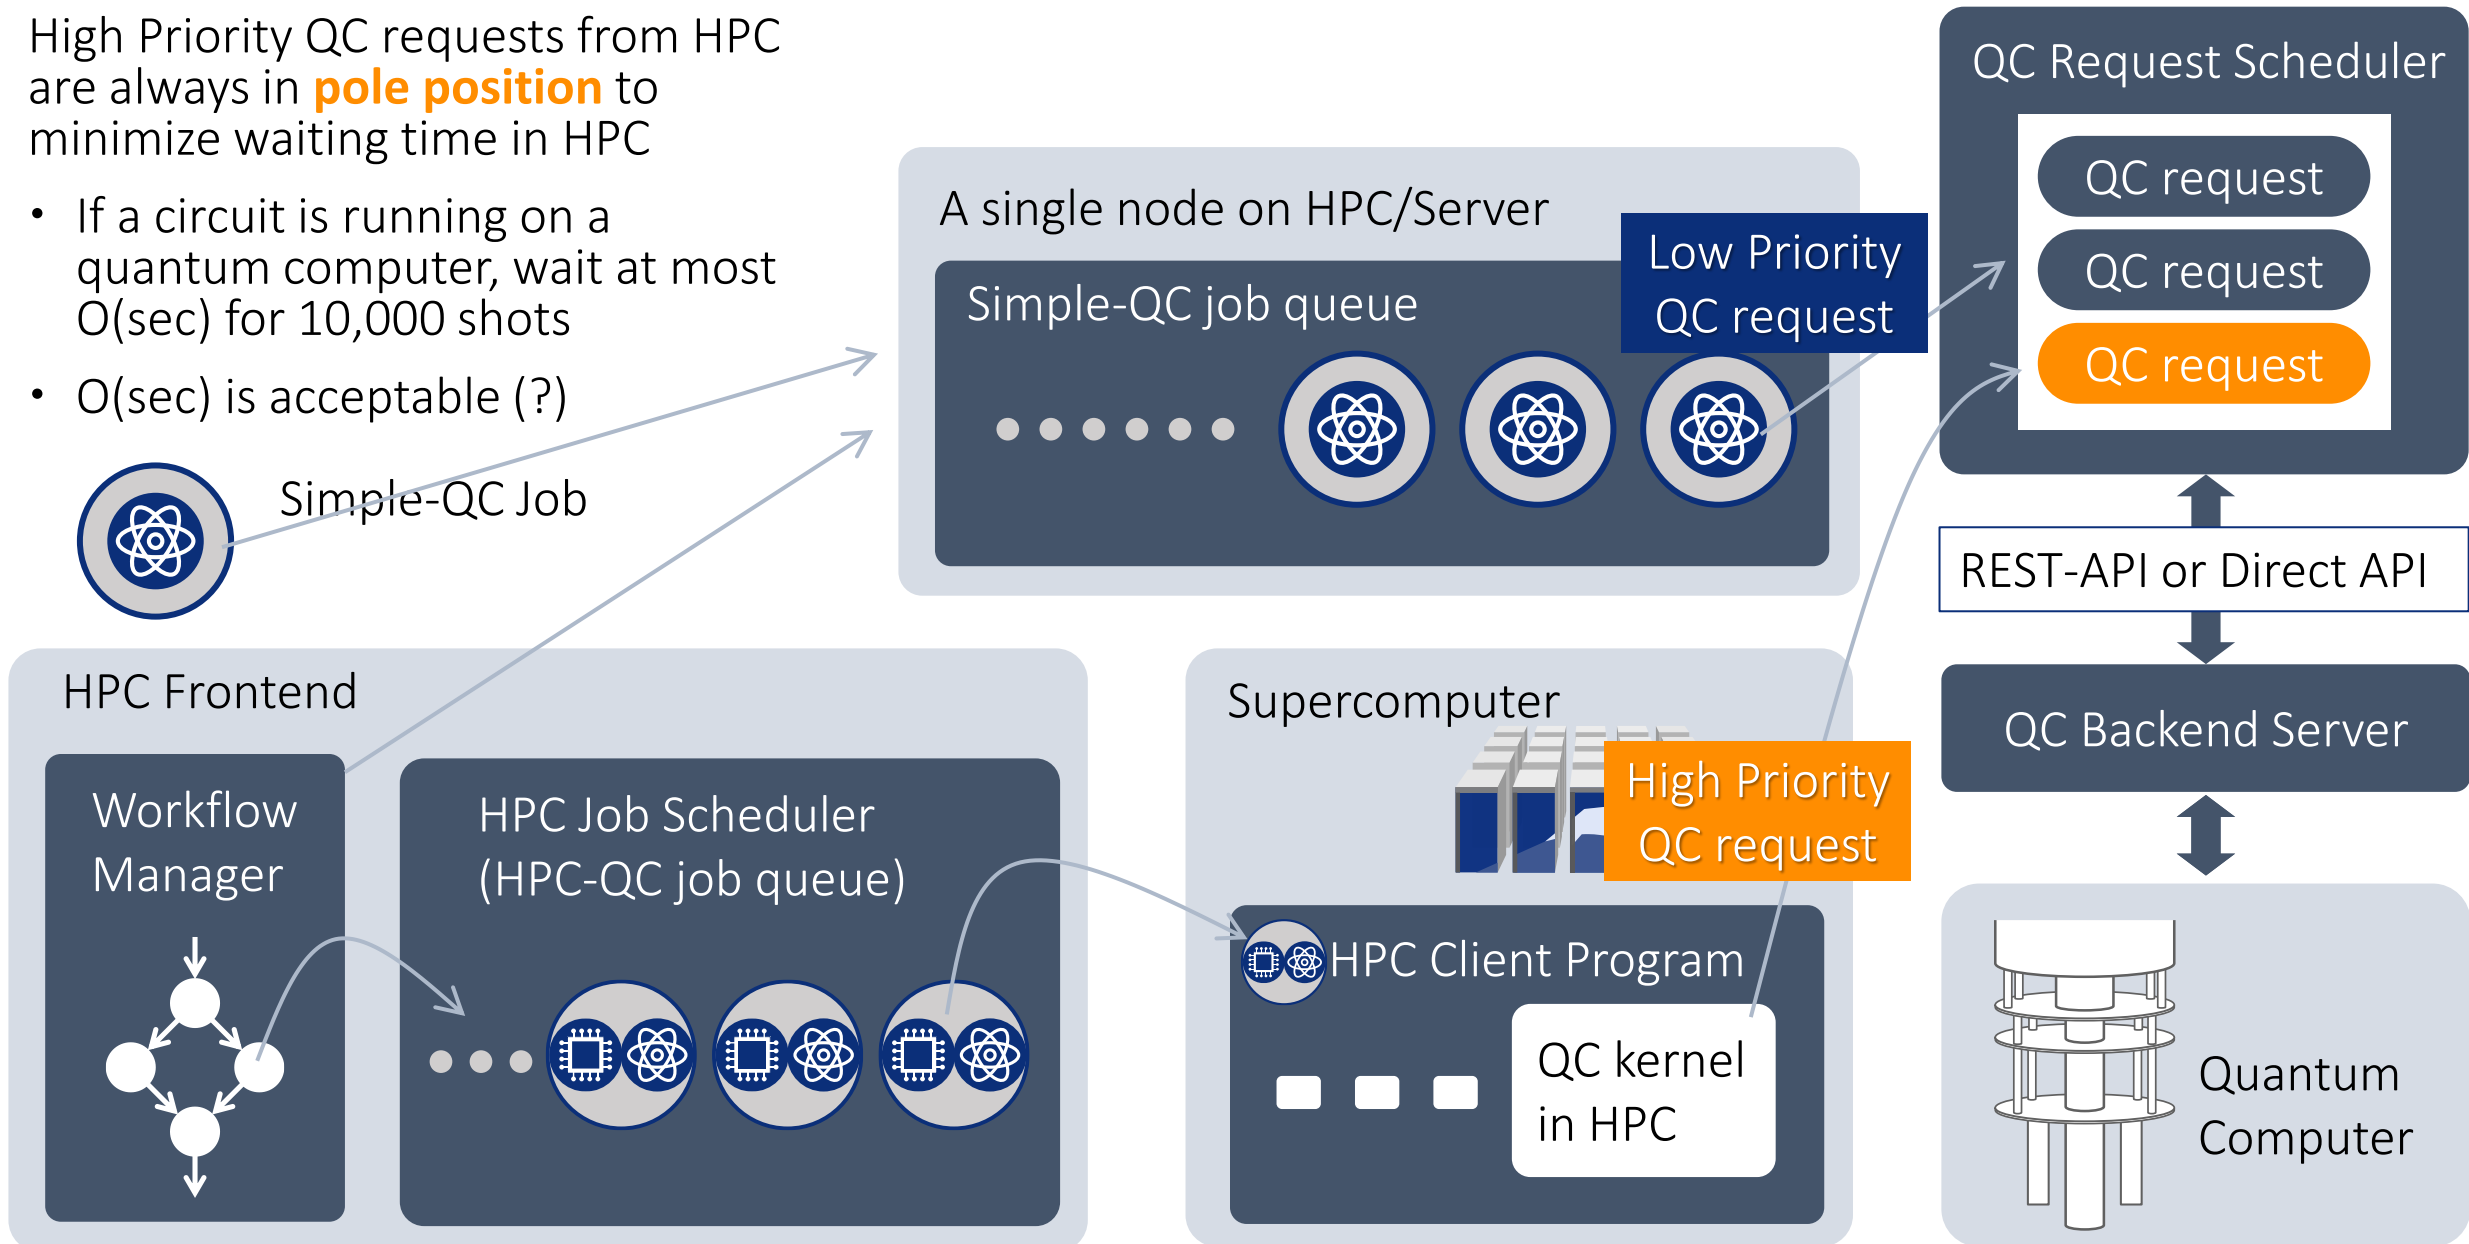 High Priority QC requests from HPC
are always in pole position to
minimize waiting time in HPC
• If a circuit is running on a
quantum computer, wait at most
O(sec) for 10,000 shots
• O(sec) is acceptable (?)
Simple-QC Job
A single node on HPC/Server
Simple-QC job queue
Low Priority
QC request
QC Request Scheduler
QC request
QC request
QC request
REST-API or Direct API
QC Backend Server
Quantum
Computer
HPC Frontend
Workflow
Manager
HPC Job Scheduler
(HPC-QC job queue)
Supercomputer
High Priority
QC request
HPC Client Program
QC kernel
in HPC